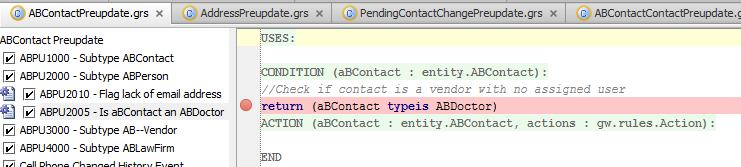 ABContactPreupdate.grs
AddressPreupdate.grs
PendingContactChangePreupdate.grs
ABContactContactPreupdate.grs
ABContact Preupdate
ABPU1000 - Subtype ABContact
ABPU2000 - Subtype ABPerson
ABPU2010 - Flag lack of email address
ABPU2005 - Is aBContact an ABDoctor
ABPU3000 - Subtype AB--Vendor
ABPU4000 - Subtype ABLawFirm
Cell Phone Changed History Event
USES:
CONDITION (aBContact : entity.ABContact):
//Check if contact is a vendor with no assigned user
return (aBContact typeis ABDoctor)
ACTION (aBContact : entity.ABContact, actions : gw.rules.Action):
END